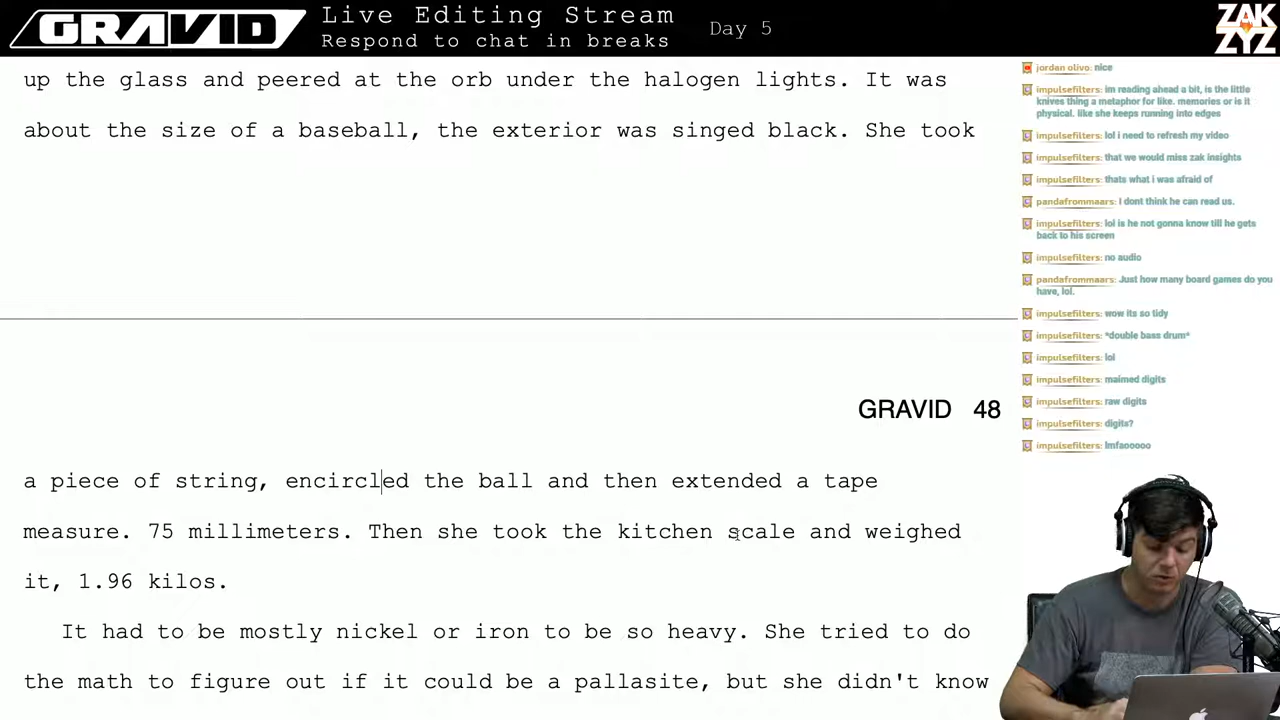 GRAVID
Live Editing Stream
Respond to chat in breaks
Day 5
ZAK
ZYZ
up the glass and peered to the orb under the halogen lights. It was
about the size of a baseball, the exterior was singed black. She took
GRAVID 48
a piece of string, encircled the ball and then extended a tape
measure. 75 millimeters. Then she took the kitchen scale and weighed
it, 1.96 kilos.
It had to be mostly nickel or iron to be so heavy. She tried to do
the math to figure out if it could be a pallasite, but she didn't know
jordan olivo: nice
impulsefilters: im reading ahead a bit, is the little
knives thing a metaphor for like. memories or is it
physical. like she keeps running into edges
impulsefilters: lol i need to refresh my video
impulsefilters: that we would miss zak insights
impulsefilters: thats what i was afraid of
pandafrommaars: I dont think he can read us.
impulsefilters: lol is he not gonna know till he gets
back to his screen
impulsefilters: no audio
pandafrommaars: Just how many board games do you
have, lol.
impulsefilters: wow its so tidy
impulsefilters: *double bass drum*
impulsefilters: lol
impulsefilters: maimed digits
impulsefilters: raw digits
impulsefilters: digits?
impulsefilters: lmfaooooo